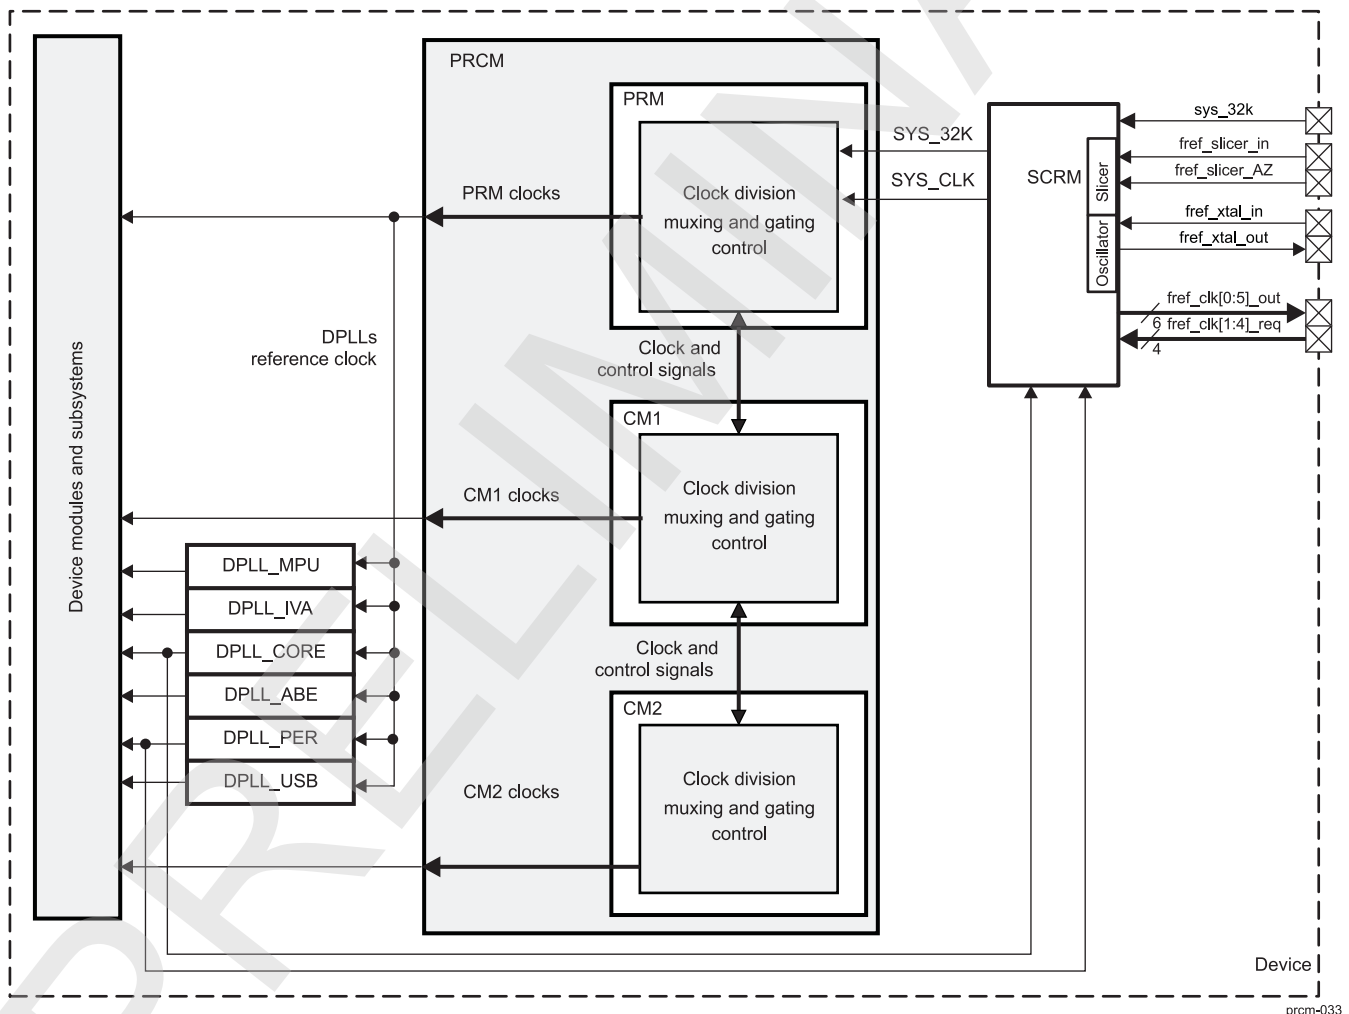 PRCM
PRM
Clock division
muxing and gating
control
SYS_32K
SYS_CLK
SCRM
Slicer
Oscillator
sys_32k
fref_slicer_in
fref_slicer_AZ
fref_xtal_in
fref_xtal_out
fref_clk[0:5]_out
6
fref_clk[1:4]_req
4
PRM clocks
DPLLs
reference clock
Clock and
control signals
CM1
Clock division
muxing and gating
control
CM1 clocks
Device modules and subsystems
DPLL_MPU
DPLL_IVA
DPLL_CORE
DPLL_ABE
DPLL_PER
DPLL_USB
Clock and
control signals
CM2
Clock division
muxing and gating
control
CM2 clocks
Device
prcm-033
PRELIMINA